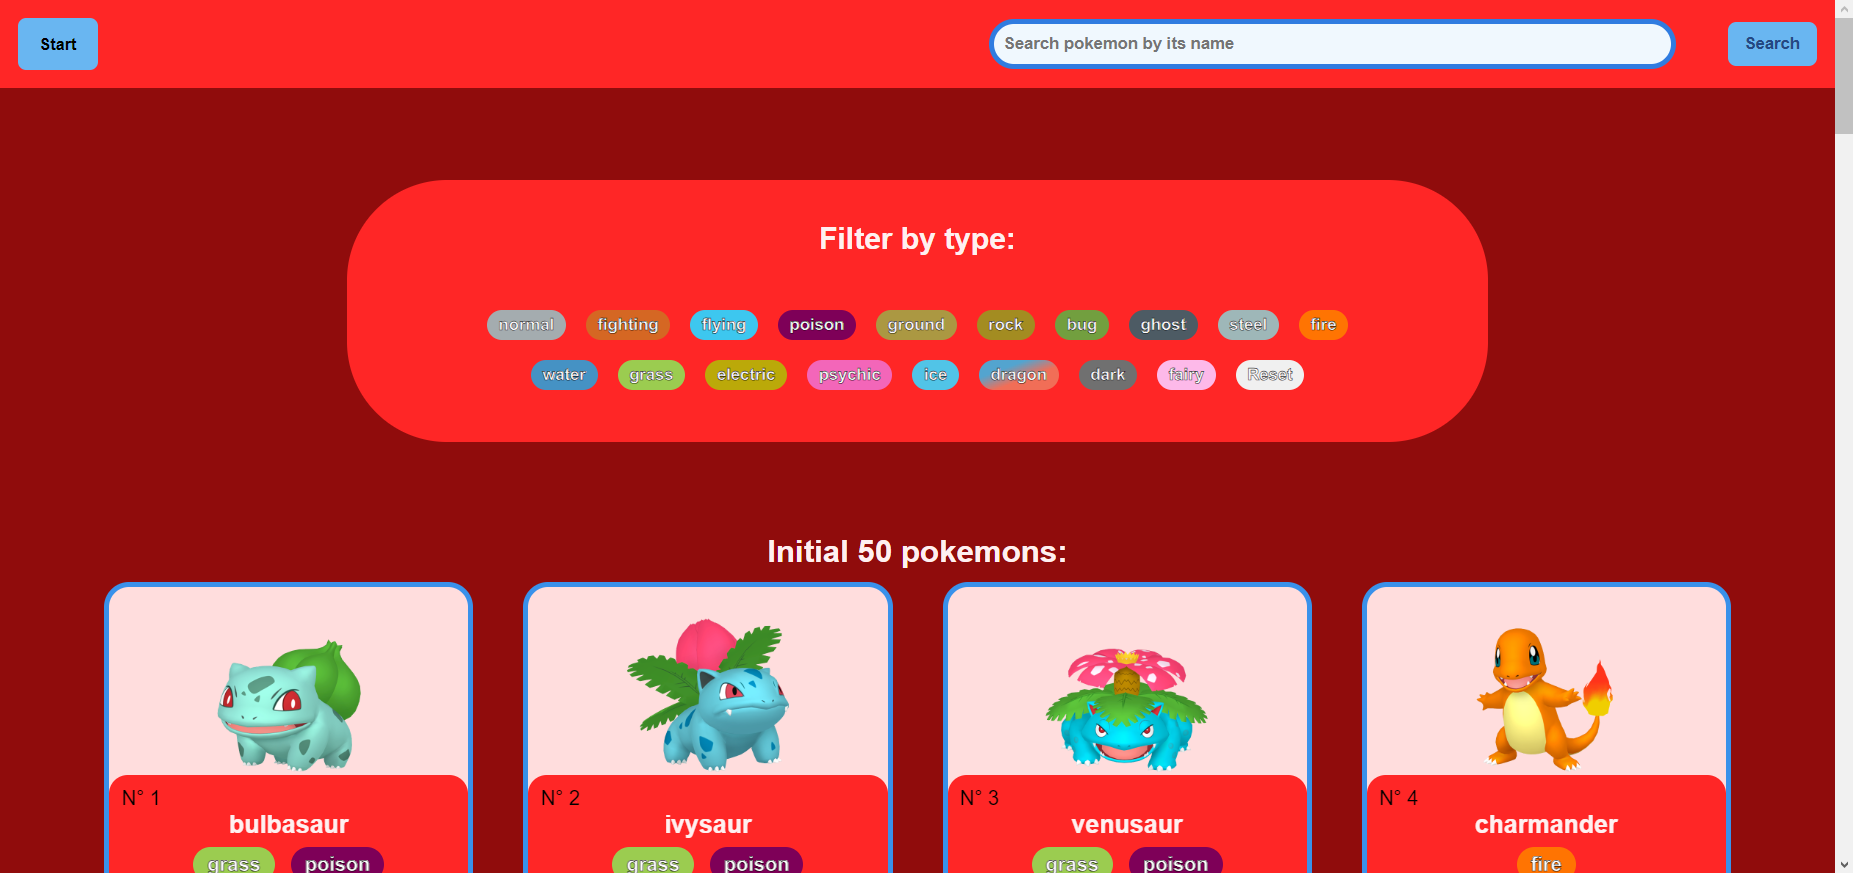 Start
Search pokemon by its name
Search
Filter by type:
normal fighting flying poison ground rock bug ghost steel fire
water grass electric psychic ice dragon dark fairy Reset
Initial 50 pokemons:
N° 1
bulbasaur
grass poison
N° 2
ivysaur
grass poison
N° 3
venusaur
grass poison
N° 4
charmander
fire